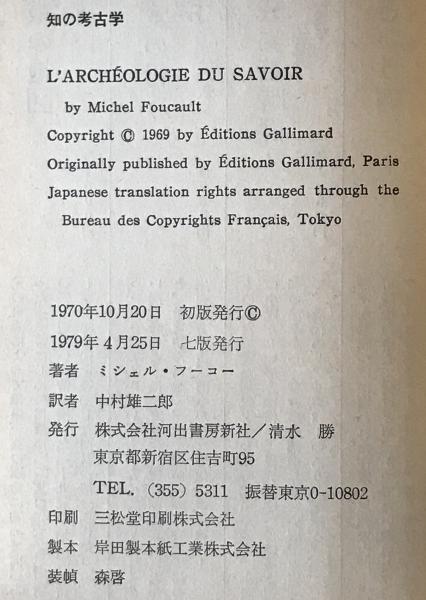 知の考古学
L'ARCHÉOLOGIE DU SAVOIR
by Michel Foucault
Copyright © 1969 by Éditions Gallimard
Originally published by Éditions Gallimard, Paris
Japanese translation rights arranged through the
Bureau des Copyrights Français, Tokyo
1970年10月20日 初版発行©
1979年4月25日 七版発行
著者 ミシェル・フーコー
訳者 中村雄二郎
発行 株式会社河出書房新社/清水 勝
東京都新宿区住吉町95
TEL. (355) 5311 振替東京0-10802
印刷 三松堂印刷株式会社
製本 岸田製本紙工業株式会社
装幀 森啓